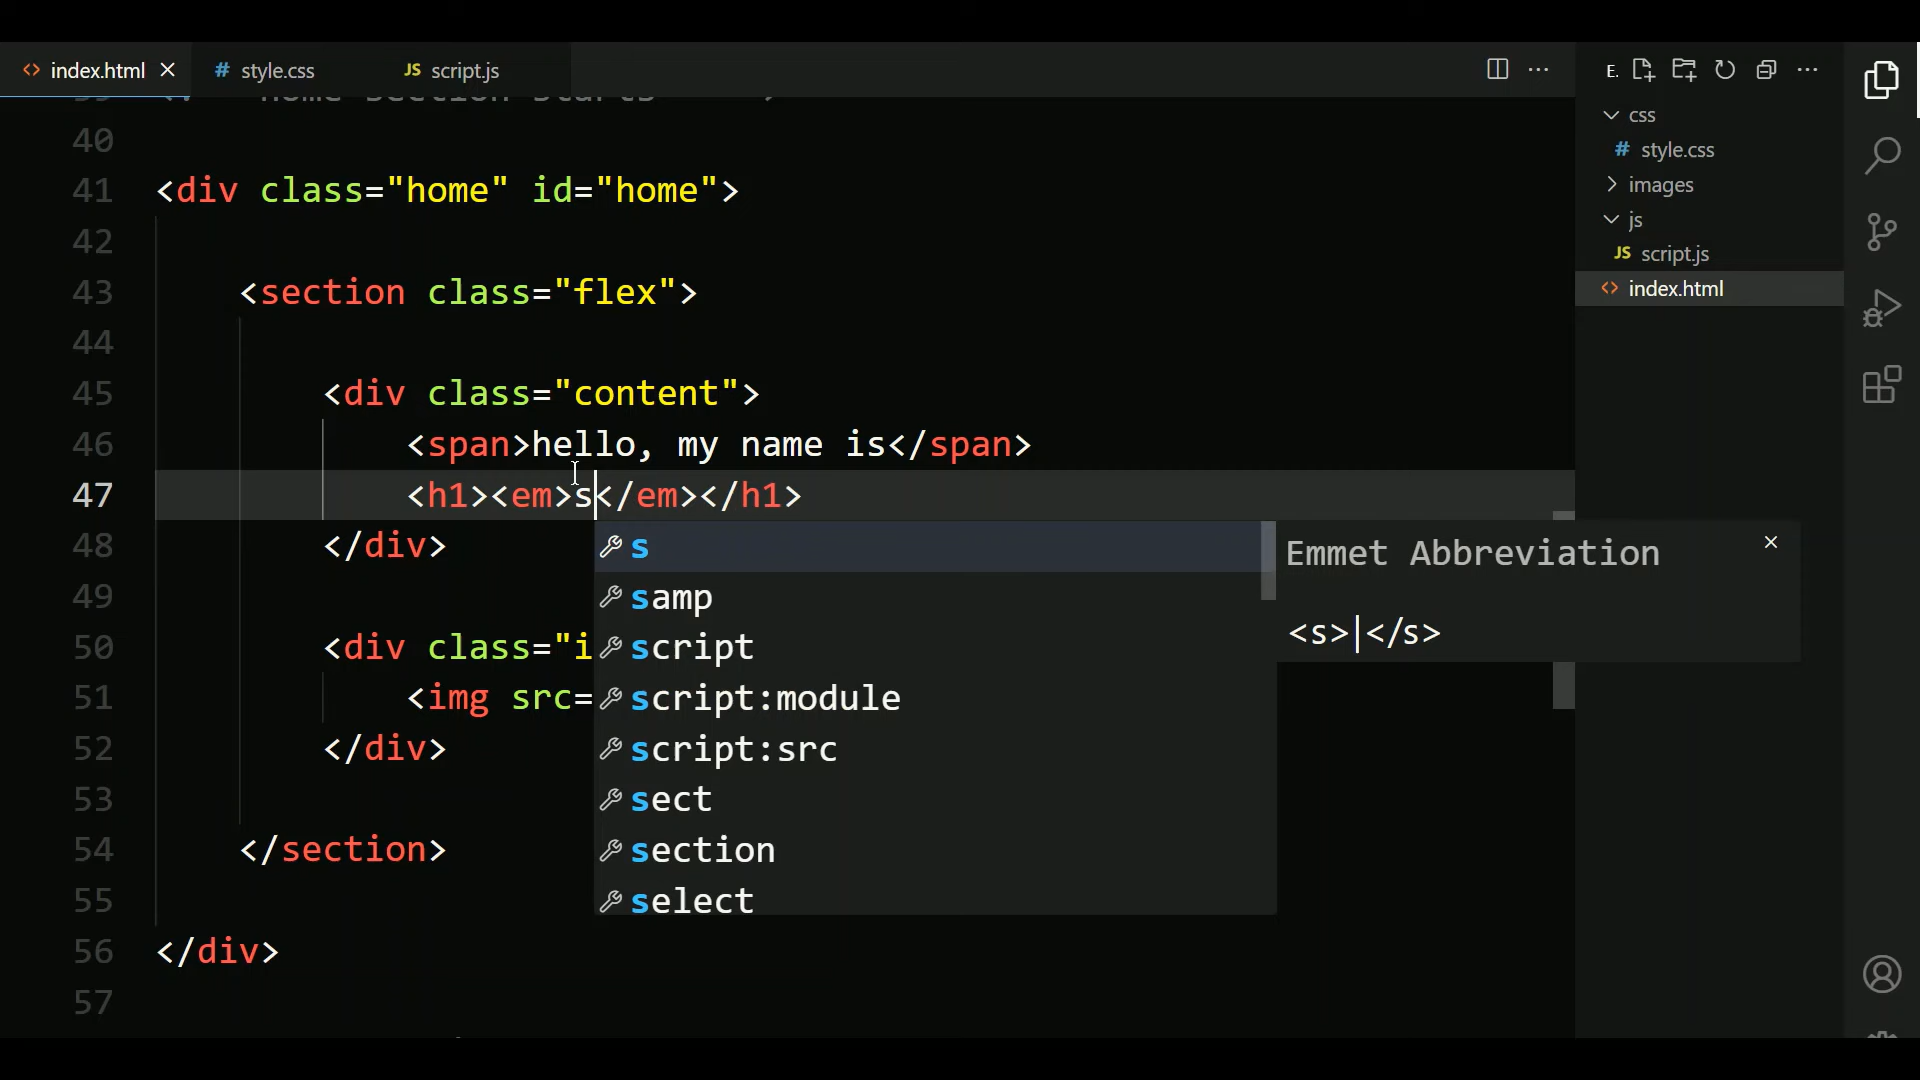 index.html
# style.css
JS script.js
E.
40
41 <div class="home" id="home">
42
43 <section class="flex">
44
45 <div class="content">
46 <span>hello, my name is</span>
47 <h1><em>s</em></h1>
48 </div>
49
50 <div class="i
51 <img src=
52 </div>
53
54 </section>
55
56 </div>
57
s
samp
script
script:module
script:src
sect
section
select
Emmet Abbreviation
<s>|</s>
css
# style.css
images
js
JS script.js
index.html